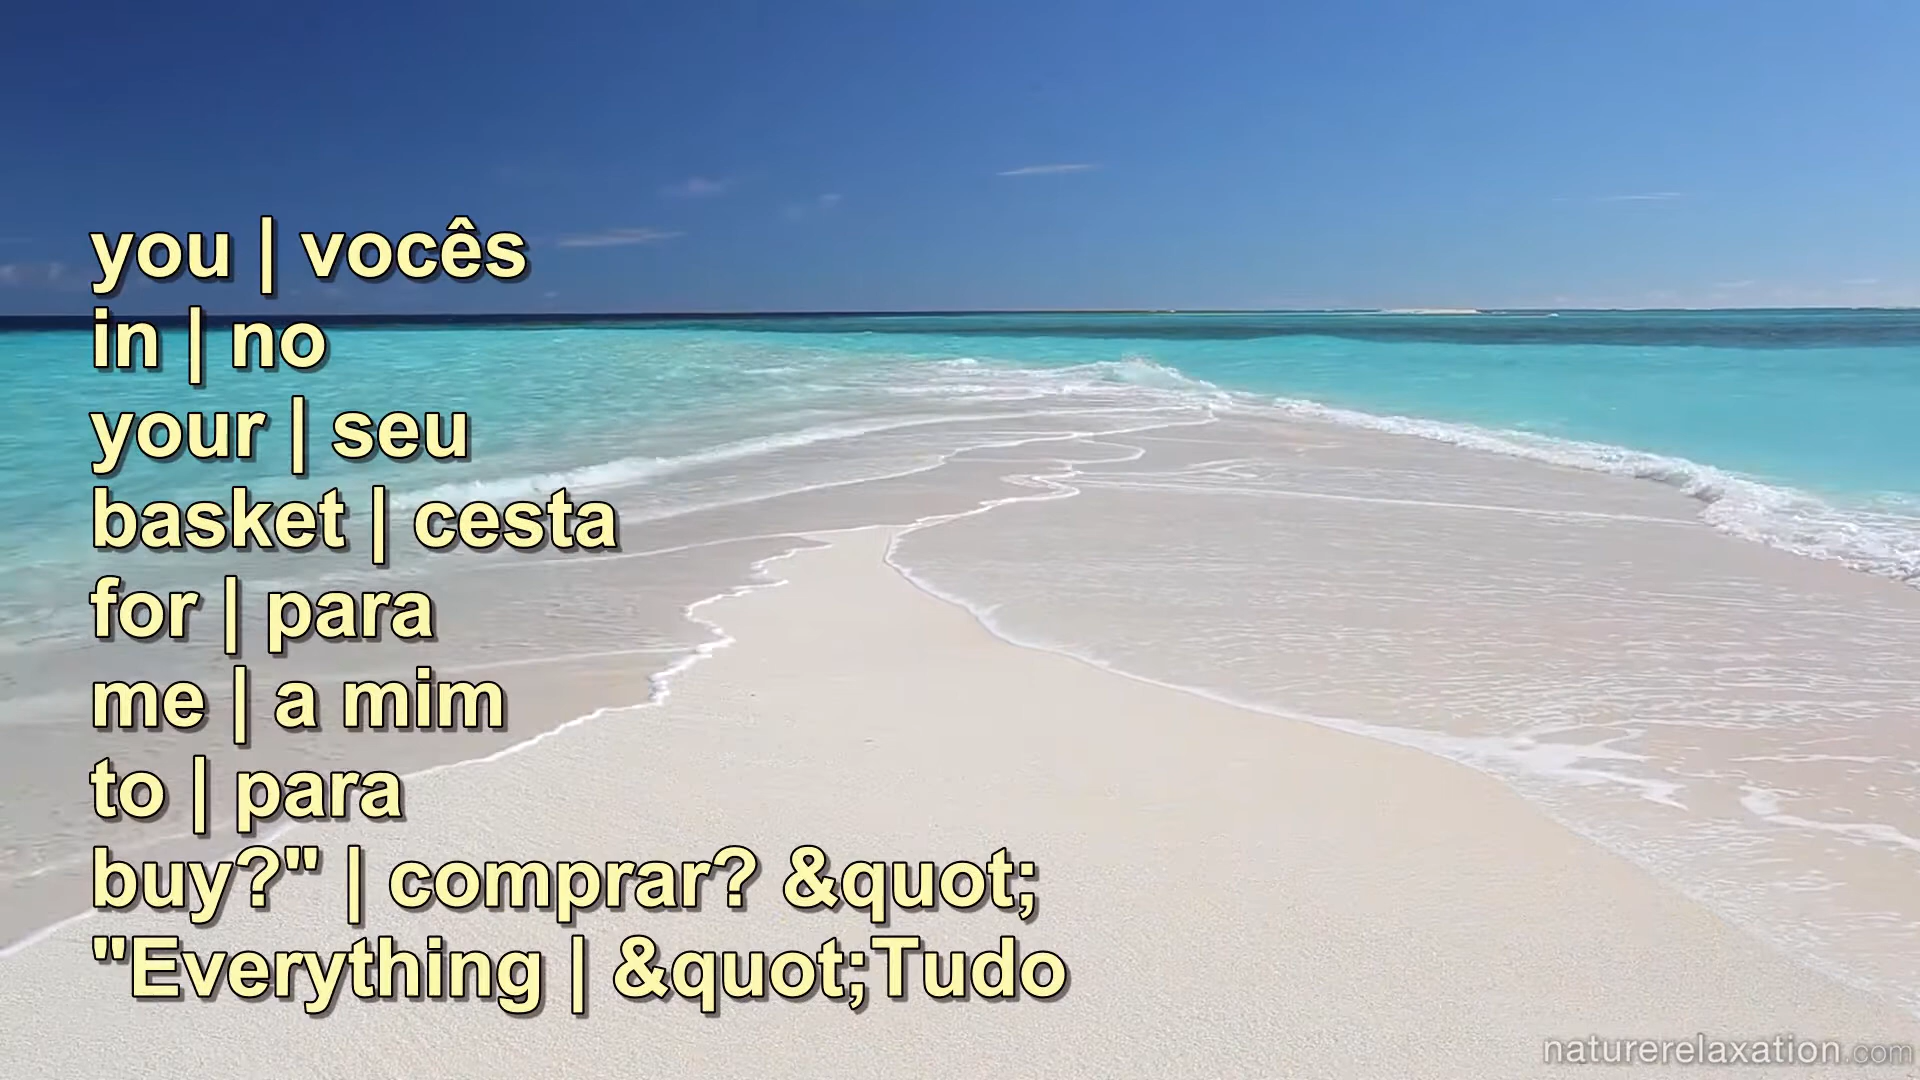 you | vocês
in | no
your | seu
basket | cesta
for | para
me | a mim
to | para
buy?" | comprar? &quot;
"Everything | &quot;Tudo
naturerelaxation.com